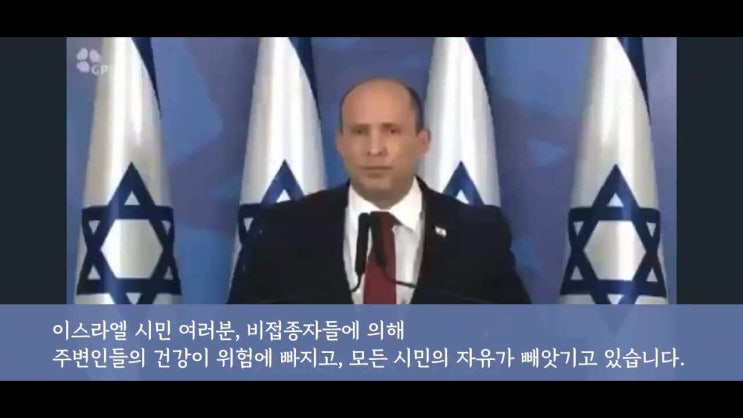 GP
이스라엘 시민 여러분, 비접종자들에 의해
주변인들의 건강이 위험에 빠지고, 모든 시민의 자유가 빼앗기고 있습니다.